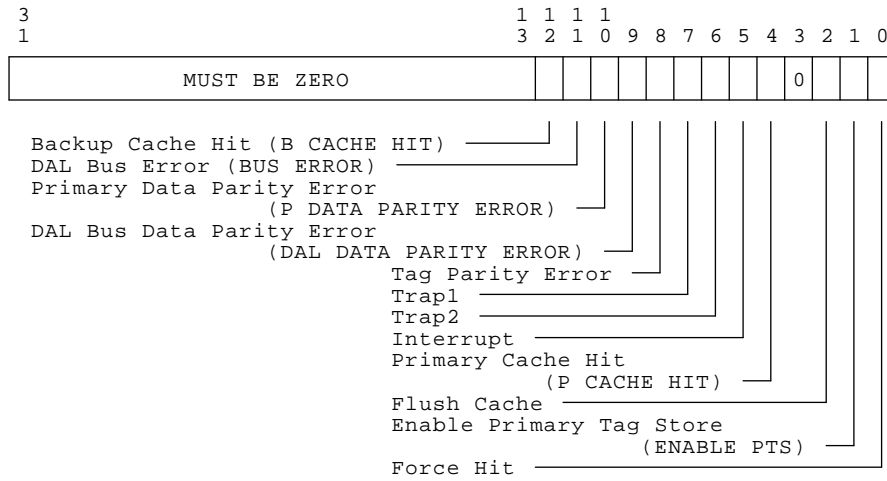 3 1 1 1 1
1 3 2 1 0 9 8 7 6 5 4 3 2 1 0
MUST BE ZERO 0
Backup Cache Hit (B CACHE HIT)
DAL Bus Error (BUS ERROR)
Primary Data Parity Error
(P DATA PARITY ERROR)
DAL Bus Data Parity Error
(DAL DATA PARITY ERROR)
Tag Parity Error
Trap1
Trap2
Interrupt
Primary Cache Hit
(P CACHE HIT)
Flush Cache
Enable Primary Tag Store
(ENABLE PTS)
Force Hit